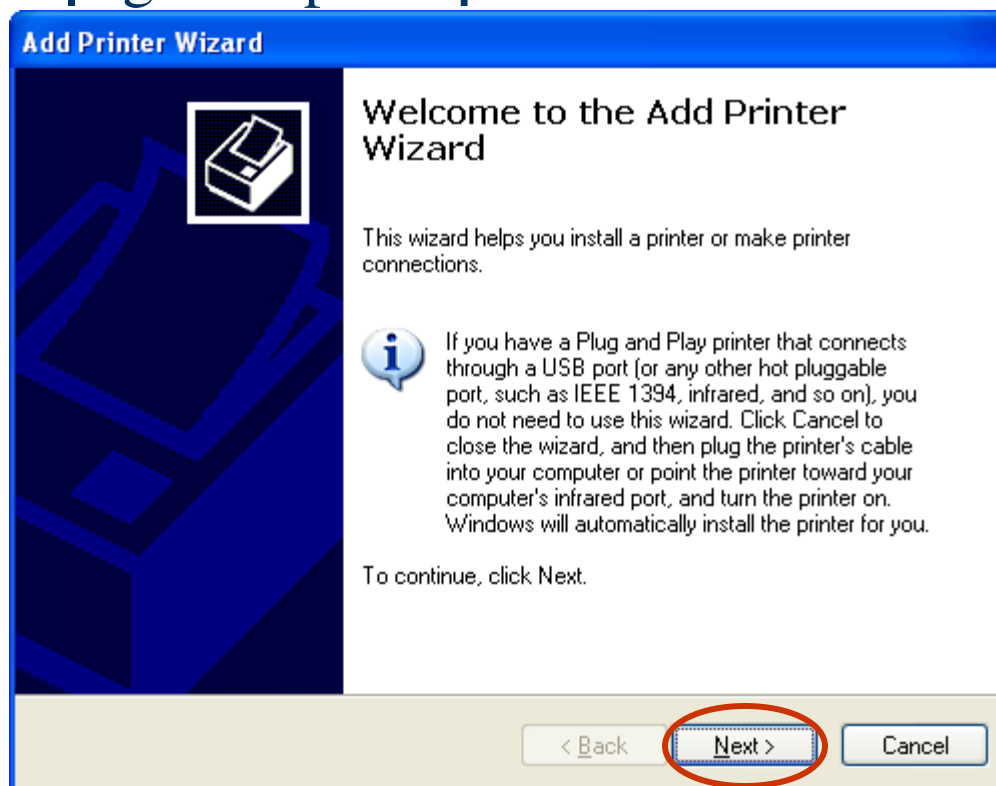 Add Printer Wizard
Welcome to the Add Printer
Wizard
This wizard helps you install a printer or make printer
connections.
If you have a Plug and Play printer that connects
through a USB port (or any other hot pluggable
port, such as IEEE 1394, infrared, and so on), you
do not need to use this wizard. Click Cancel to
close the wizard, and then plug the printer's cable
into your computer or point the printer toward your
computer's infrared port, and turn the printer on.
Windows will automatically install the printer for you.
To continue, click Next.
< Back
Next >
Cancel